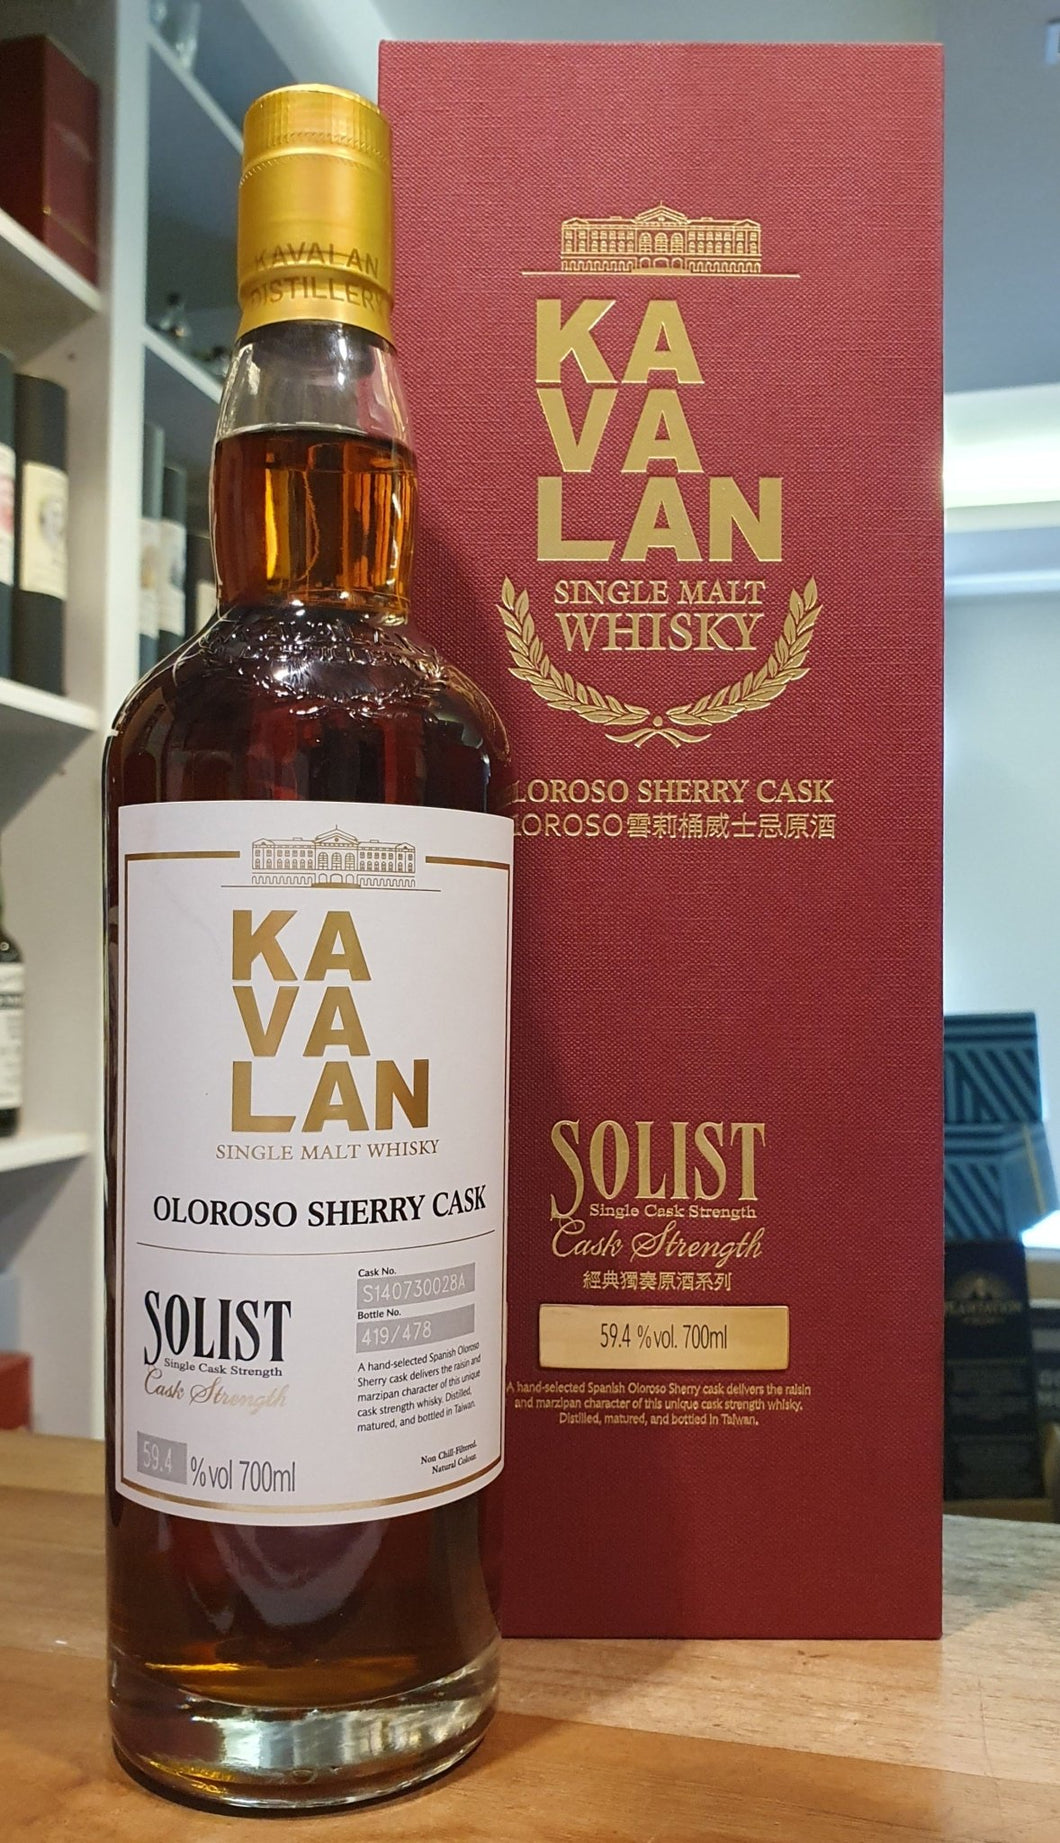 KAVALAN
DISTILLERY
KA
VA
LAN
SINGLE MALT WHISKY
OLOROSO SHERRY CASK
SOLIST
Single Cask Strength
Cask Strength
Cask No.
S140730028A
Bottle No.
419/478
A hand-selected Spanish Oloroso
Sherry cask delivers the raisin and
marzipan character of this unique
cask strength whisky. Distilled,
matured, and bottled in Taiwan.
Non Chill-Filtered.
Natural Colour.
59.4 %vol 700ml
KA
VA
LAN
SINGLE MALT
WHISKY
LOROSO SHERRY CASK
OROSO雪莉桶威士忌原酒
SOLIST
Single Cask Strength
Cask Strength
經典獨奏原酒系列
59.4 %vol. 700ml
A hand-selected Spanish Oloroso Sherry cask delivers the raisin
and marzipan character of this unique cask strength whisky.
Distilled, matured, and bottled in Taiwan.
PLANTATION